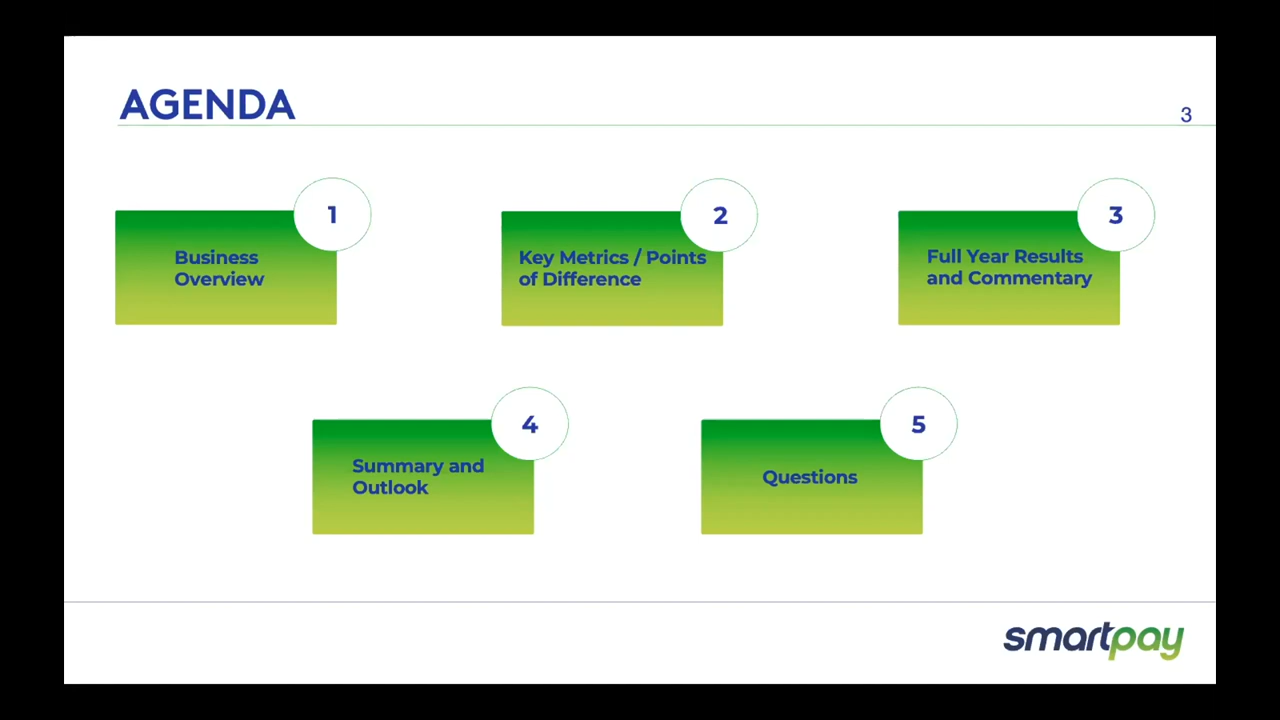 AGENDA
3
1
Business
Overview
2
Key Metrics / Points
of Difference
3
Full Year Results
and Commentary
4
Summary and
Outlook
5
Questions
smartpay